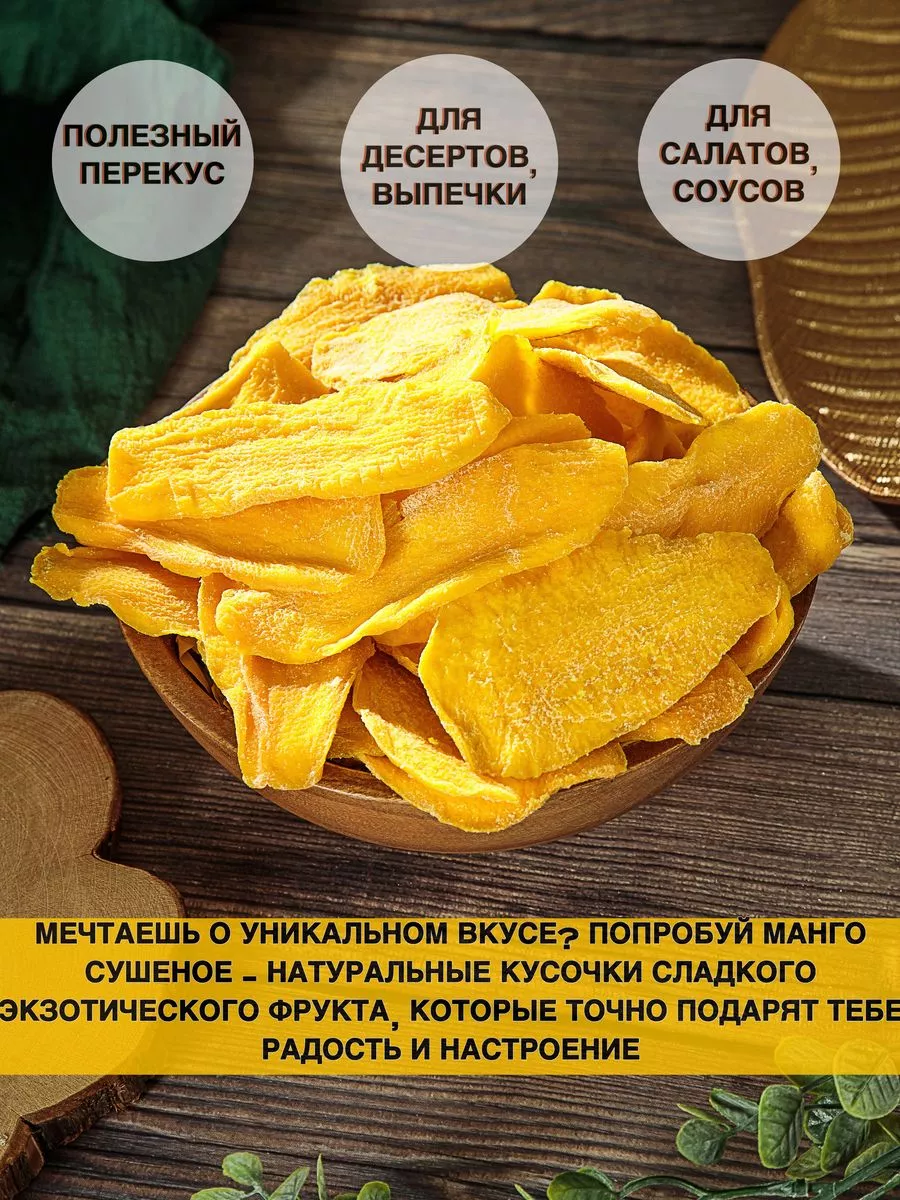 ПОЛЕЗНЫЙ
ПЕРЕКУС
ДЛЯ
ДЕСЕРТОВ,
ВЫПЕЧКИ
ДЛЯ
САЛАТОВ,
СОУСОВ
МЕЧТАЕШЬ О УНИКАЛЬНОМ ВКУСЕ? ПОПРОБУЙ МАНГО
СУШЕНОЕ – НАТУРАЛЬНЫЕ КУСОЧКИ СЛАДКОГО
ЭКЗОТИЧЕСКОГО ФРУКТА, КОТОРЫЕ ТОЧНО ПОДАРЯТ ТЕБЕ
РАДОСТЬ И НАСТРОЕНИЕ